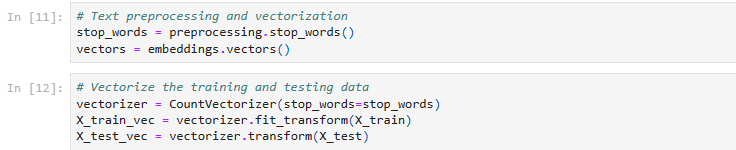 In [11]:
# Text preprocessing and vectorization
stop_words = preprocessing.stop_words()
vectors = embeddings.vectors()
In [12]:
# Vectorize the training and testing data
vectorizer = CountVectorizer(stop_words=stop_words)
X_train_vec = vectorizer.fit_transform(X_train)
X_test_vec = vectorizer.transform(X_test)